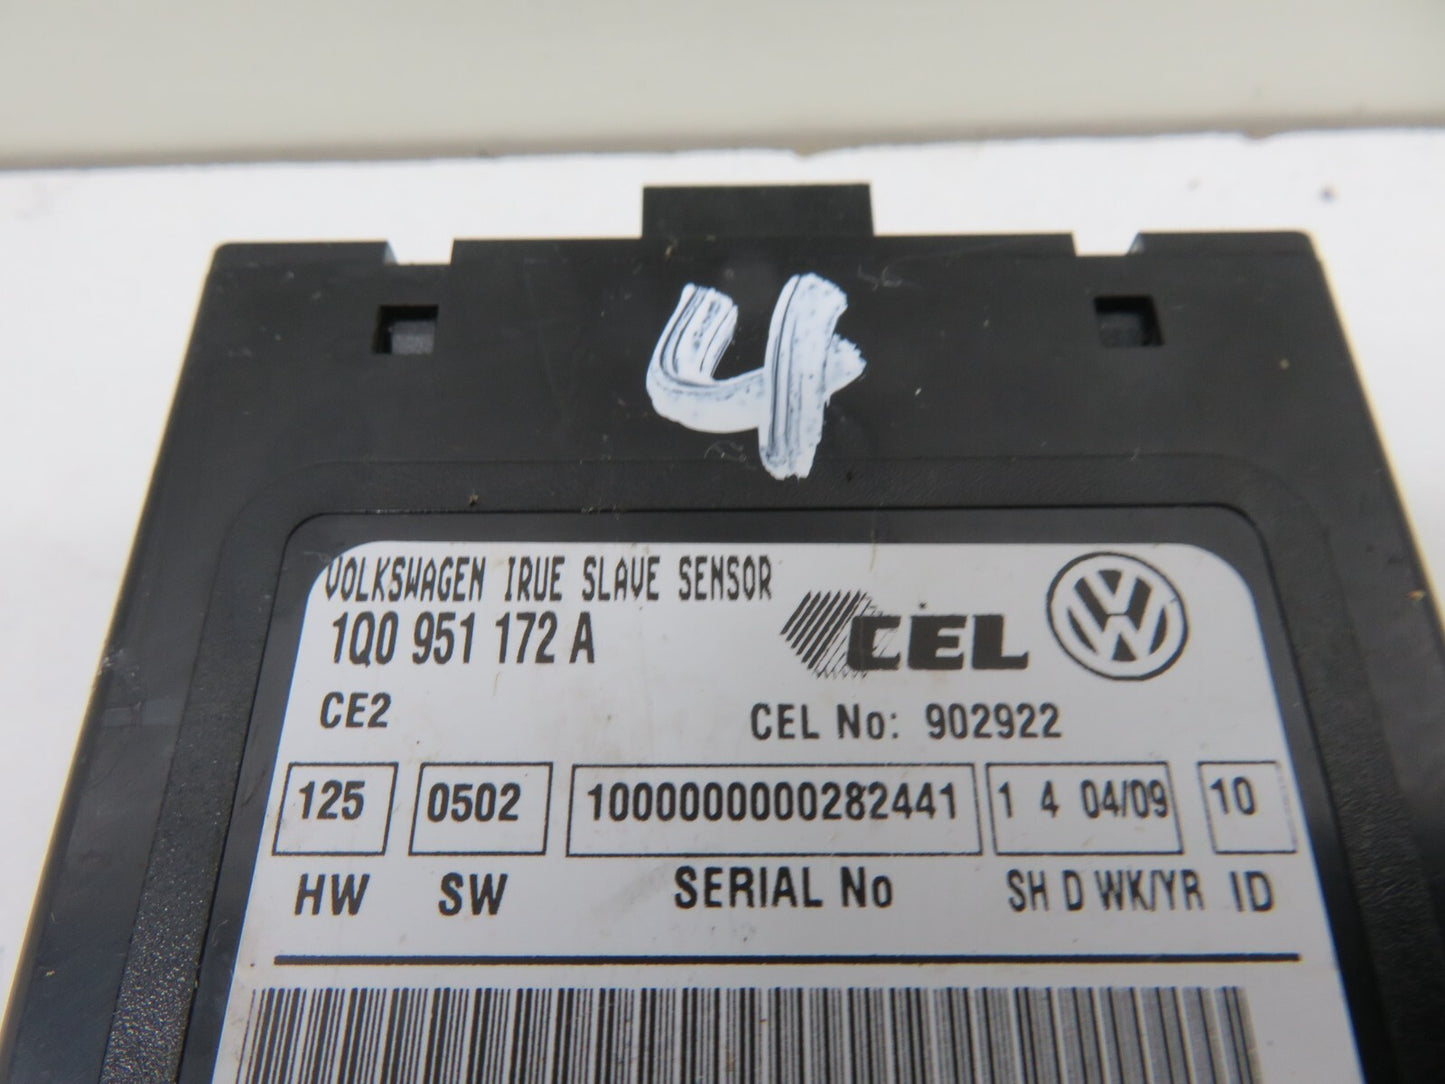 4
VOLKSWAGEN IRUE SLAVE SENSOR
1Q0 951 172 A
CEL
VW
CE2
CEL No: 902922
125 0502 1000000000282441 1 4 04/09 10
HW SW SERIAL No SH D WK/YR ID